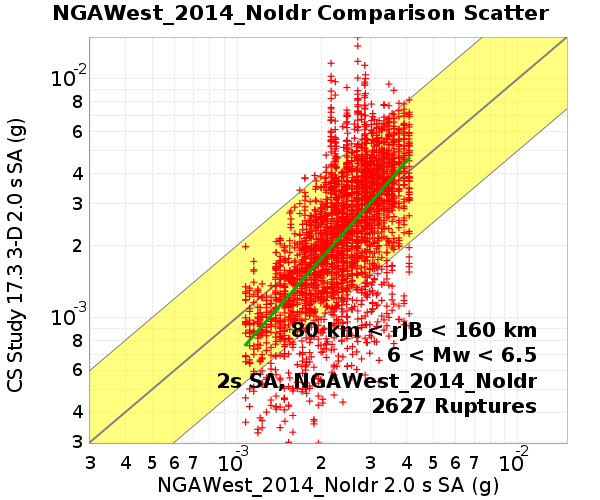 NGAWest_2014_NoIdr Comparison Scatter
CS Study 17.3 3-D 2.0 s SA (g)
10-2
8
6
4
3
2
10-3
8
6
4
3
80 km < rJB < 160 km
6 < Mw < 6.5
2s SA, NGAWest_2014_NoIdr
2627 Ruptures
3 4 5 6 7 10-3 2 3 4 5 6 7 10-2
NGAWest_2014_NoIdr 2.0 s SA (g)